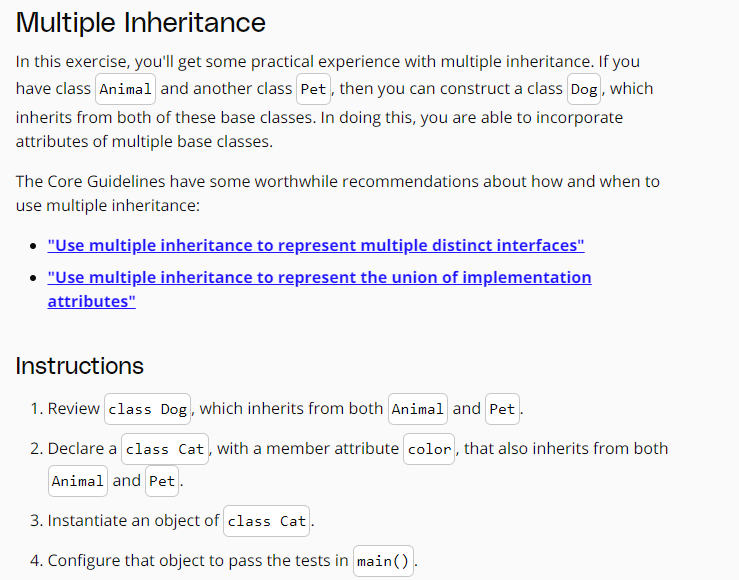 Multiple Inheritance
In this exercise, you'll get some practical experience with multiple inheritance. If you
have class Animal and another class Pet, then you can construct a class Dog, which
inherits from both of these base classes. In doing this, you are able to incorporate
attributes of multiple base classes.
The Core Guidelines have some worthwhile recommendations about how and when to
use multiple inheritance:
• "Use multiple inheritance to represent multiple distinct interfaces"
• "Use multiple inheritance to represent the union of implementation
attributes"
Instructions
1. Review class Dog, which inherits from both Animal and Pet.
2. Declare a class Cat, with a member attribute color, that also inherits from both
Animal and Pet.
3. Instantiate an object of class Cat.
4. Configure that object to pass the tests in main().